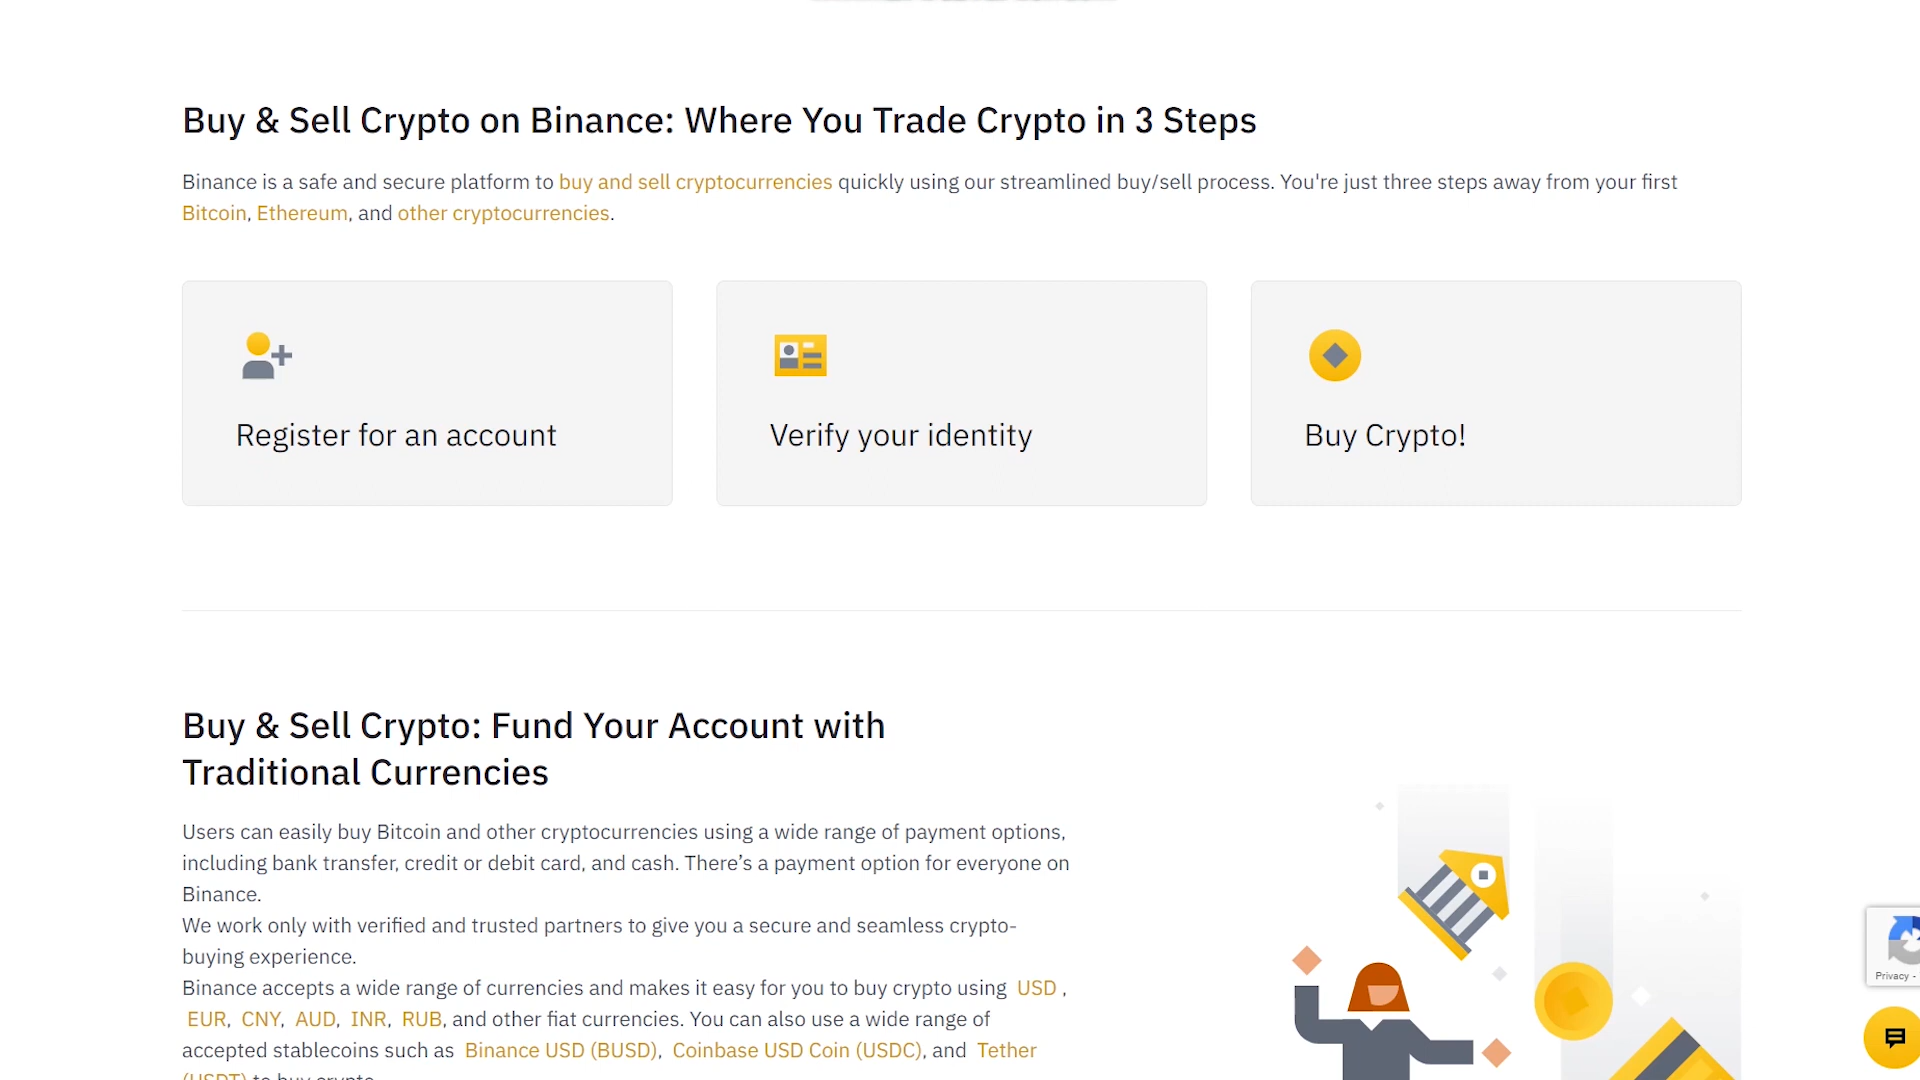 Buy & Sell Crypto on Binance: Where You Trade Crypto in 3 Steps
Binance is a safe and secure platform to buy and sell cryptocurrencies quickly using our streamlined buy/sell process. You're just three steps away from your first
Bitcoin, Ethereum, and other cryptocurrencies.
Register for an account
Verify your identity
Buy Crypto!
Buy & Sell Crypto: Fund Your Account with
Traditional Currencies
Users can easily buy Bitcoin and other cryptocurrencies using a wide range of payment options,
including bank transfer, credit or debit card, and cash. There’s a payment option for everyone on
Binance.
We work only with verified and trusted partners to give you a secure and seamless crypto-
buying experience.
Binance accepts a wide range of currencies and makes it easy for you to buy crypto using USD ,
EUR, CNY, AUD, INR, RUB, and other fiat currencies. You can also use a wide range of
accepted stablecoins such as Binance USD (BUSD), Coinbase USD Coin (USDC), and Tether
(USDT) to buy crypto
Privacy -